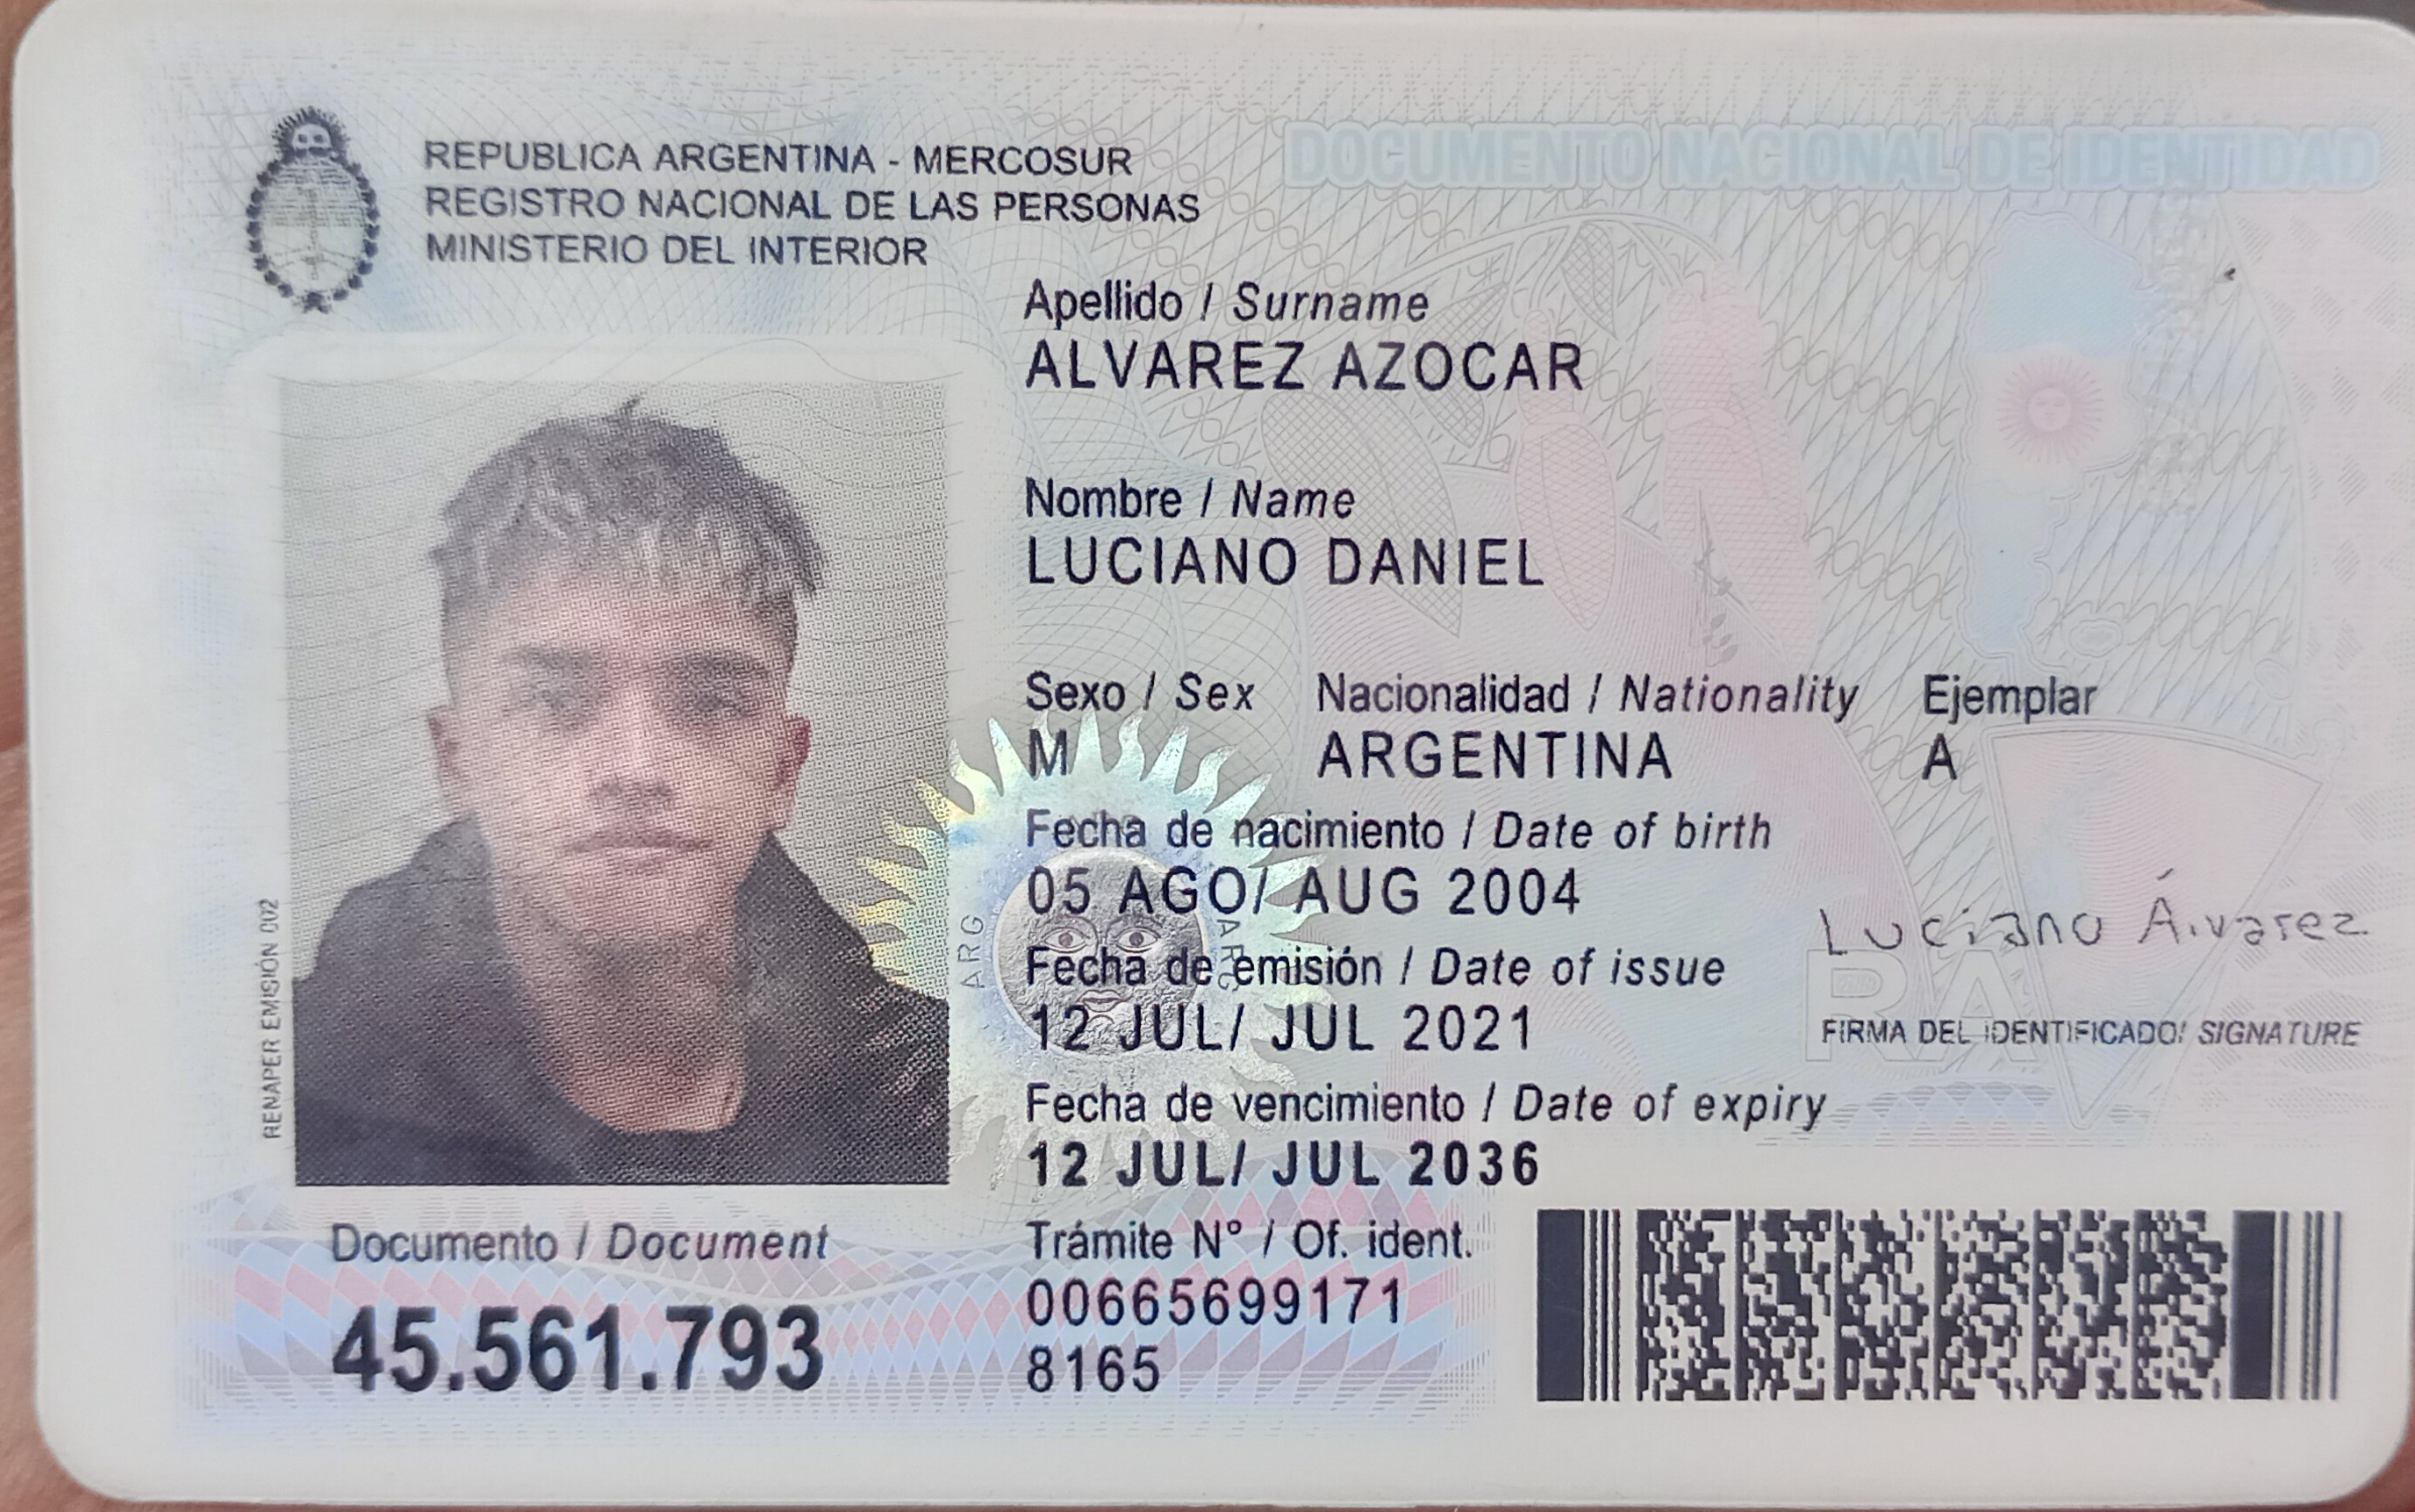 REPUBLICA ARGENTINA - MERCOSUR
REGISTRO NACIONAL DE LAS PERSONAS
MINISTERIO DEL INTERIOR
DOCUMENTO NACIONAL DE IDENTIDAD
Apellido / Surname
ALVAREZ AZOCAR
Nombre / Name
LUCIANO DANIEL
Sexo / Sex Nacionalidad / Nationality Ejemplar
M ARGENTINA A
Fecha de nacimiento / Date of birth
05 AGO/ AUG 2004
Fecha de emisión / Date of issue
12 JUL/ JUL 2021
Fecha de vencimiento / Date of expiry
12 JUL/ JUL 2036
Luciano Álvarez
RA
FIRMA DEL IDENTIFICADO/ SIGNATURE
ARG
ARG
RENAPER EMISIÓN 002
Documento / Document
45.561.793
Trámite N° / Of. ident.
00665699171
8165